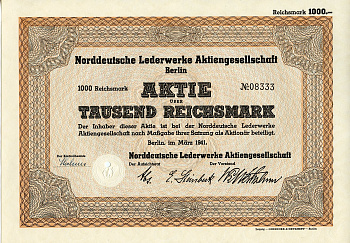 Reichsmark 1000.—
Norddeutsche Lederwerke Aktiengesellschaft
Berlin
1000 Reichsmark AKTIE № 08333
ÜBER
TAUSEND REICHSMARK
Der Inhaber dieser Aktie ist bei der Norddeutsche Lederwerke
Aktiengesellschaft nach Maßgabe ihrer Satzung als Aktionär beteiligt.
Berlin, im März 1941.
Norddeutsche Lederwerke Aktiengesellschaft
Der Aufsichtsrat Der Vorstand